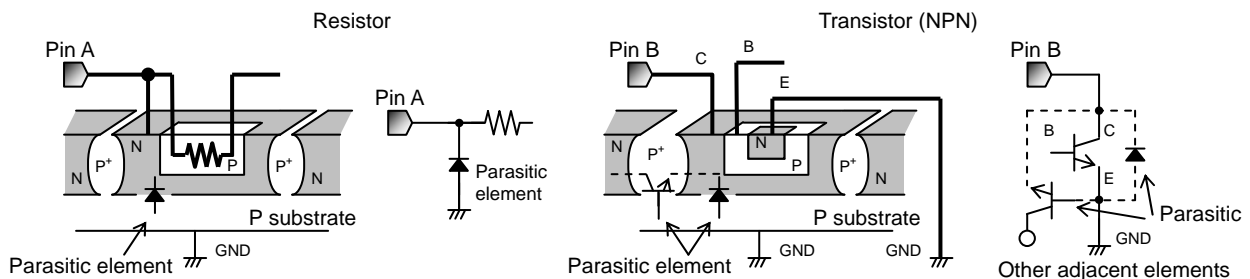 Resistor
Transistor (NPN)
Pin A
Pin B
C
B
E
Pin B
Pin A
N
P+
N
P
P+
N
Parasitic
element
P substrate
GND
Parasitic element
N
P+
N
P
P+
N
P substrate
GND
GND
Parasitic element
B
C
E
Parasitic
GND
Other adjacent elements